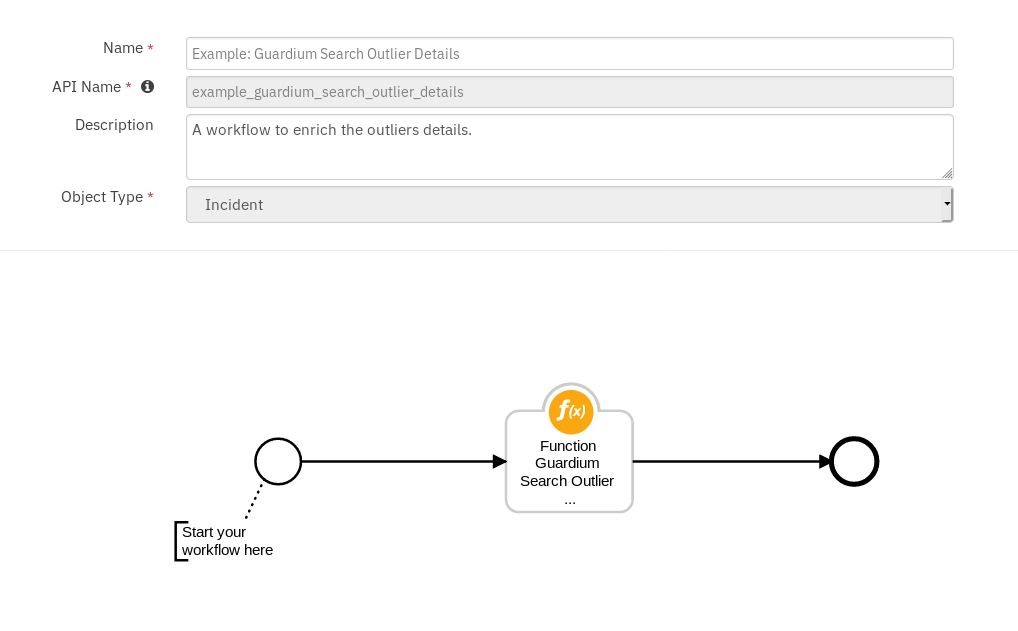 Name *
Example: Guardium Search Outlier Details
API Name *
example_guardium_search_outlier_details
Description
A workflow to enrich the outliers details.
Object Type *
Incident
f(x)
Function
Guardium
Search Outlier
...
Start your
workflow here